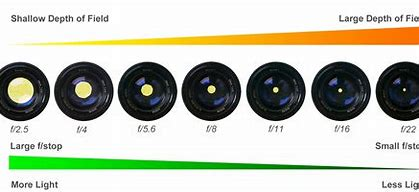 Shallow Depth of Field Large Depth of Fie
f/2.5 f/4 f/5.6 f/8 f/11 f/16 f/22
Large f/stop Small f/sto
More Light Less Lig